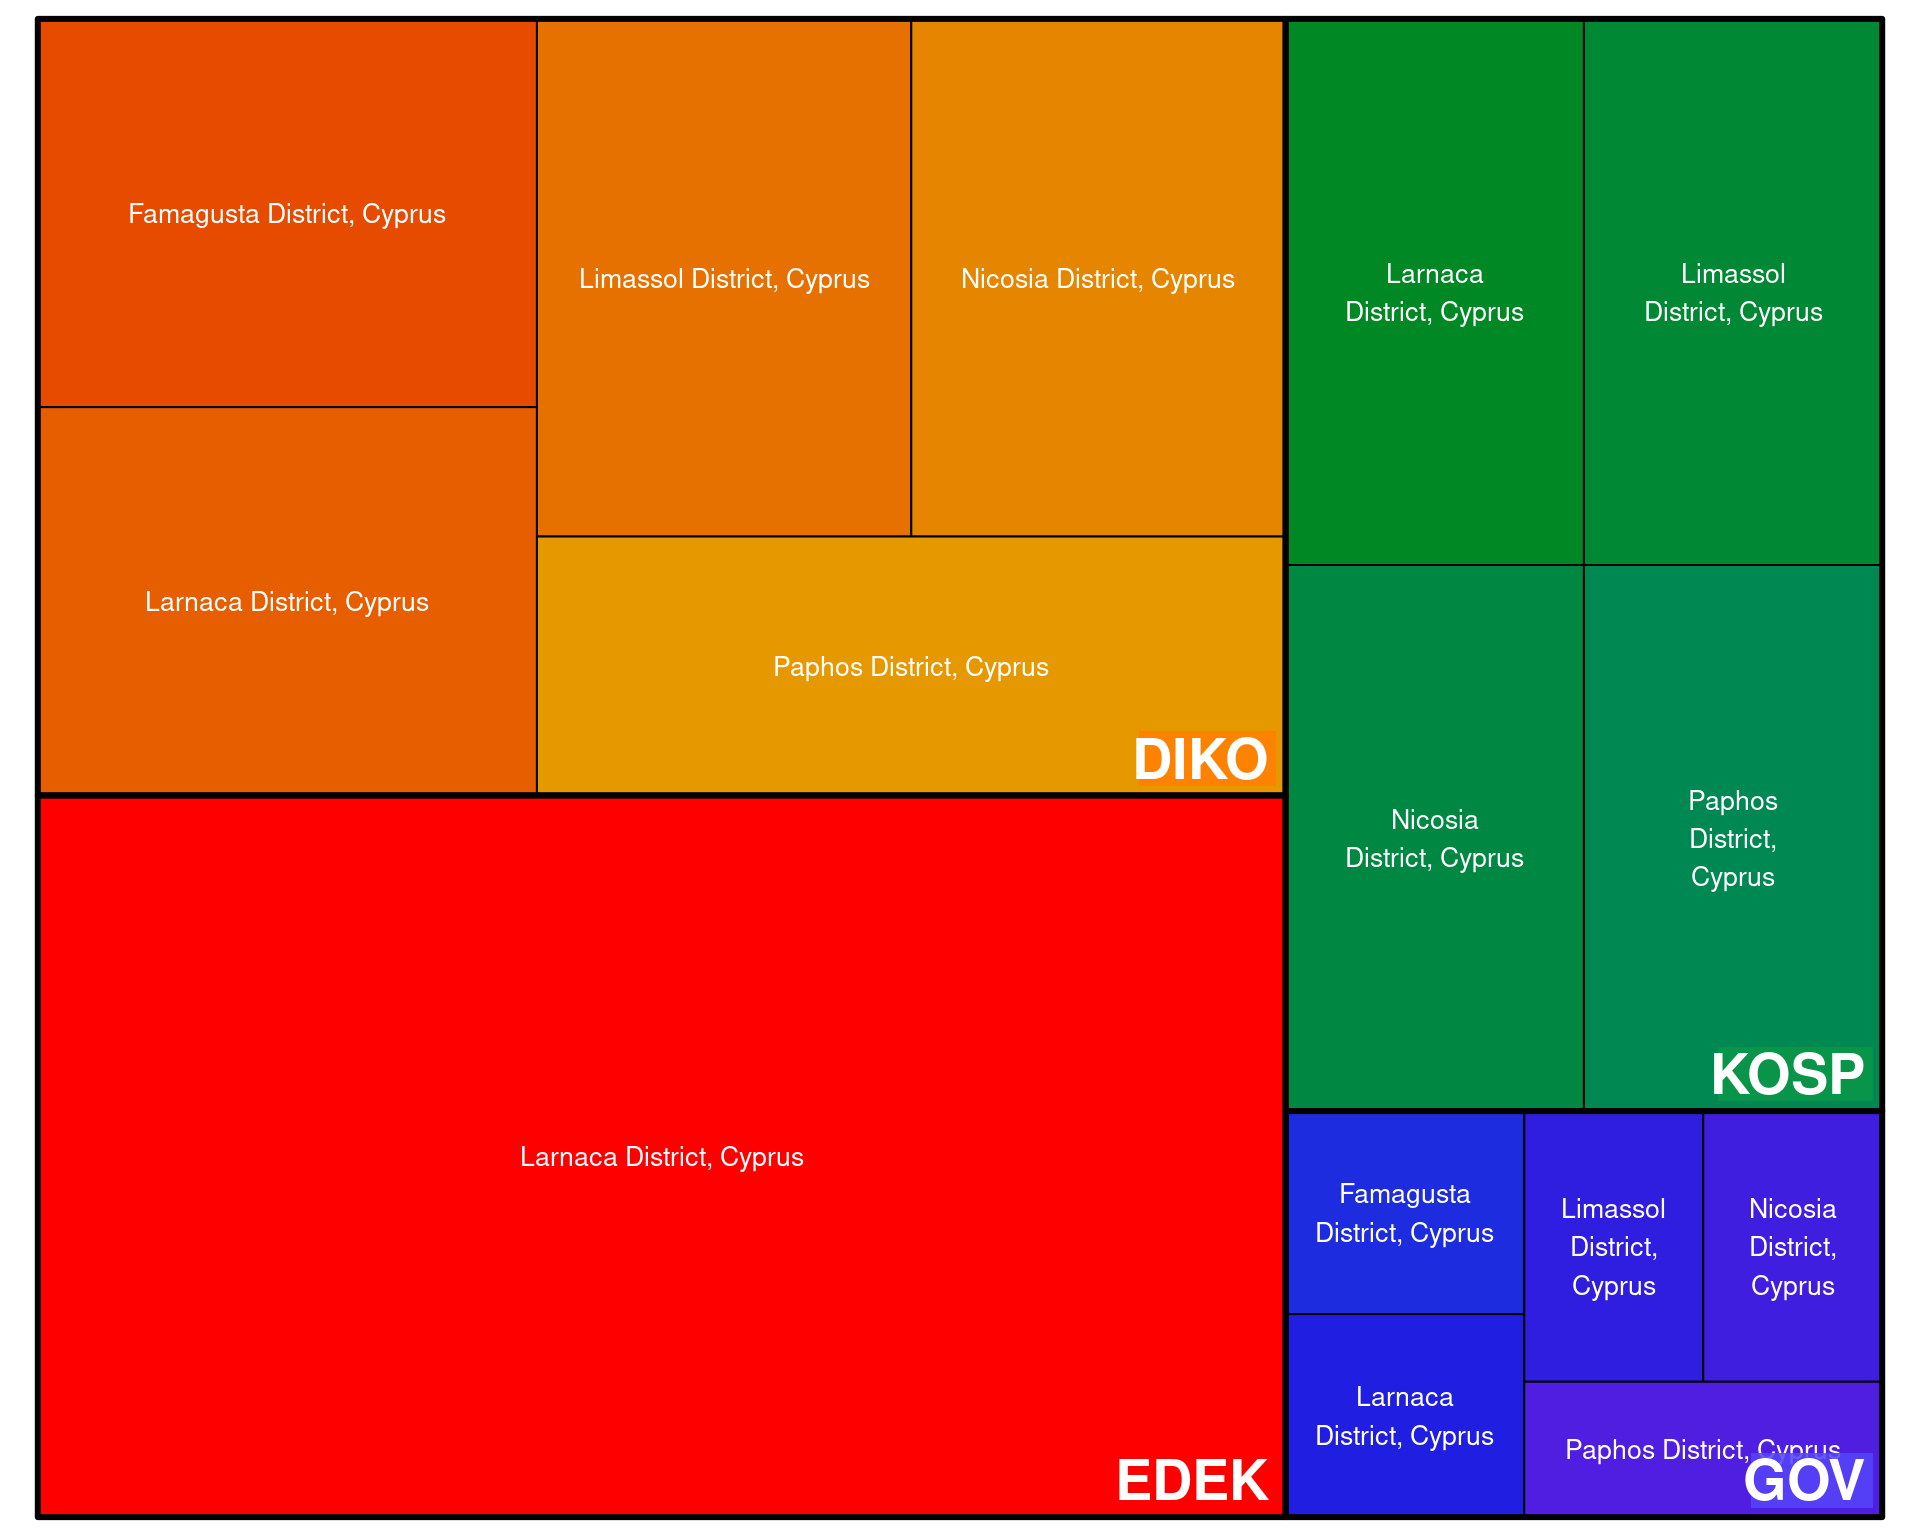 Famagusta District, Cyprus
Limassol District, Cyprus
Nicosia District, Cyprus
Larnaca District, Cyprus
Paphos District, Cyprus
DIKO
Larnaca District, Cyprus
EDEK
Larnaca
District, Cyprus
Limassol
District, Cyprus
Nicosia
District, Cyprus
Paphos
District,
Cyprus
KOSP
Famagusta
District, Cyprus
Limassol
District,
Cyprus
Nicosia
District,
Cyprus
Larnaca
District, Cyprus
Paphos District, Cyprus
GOV